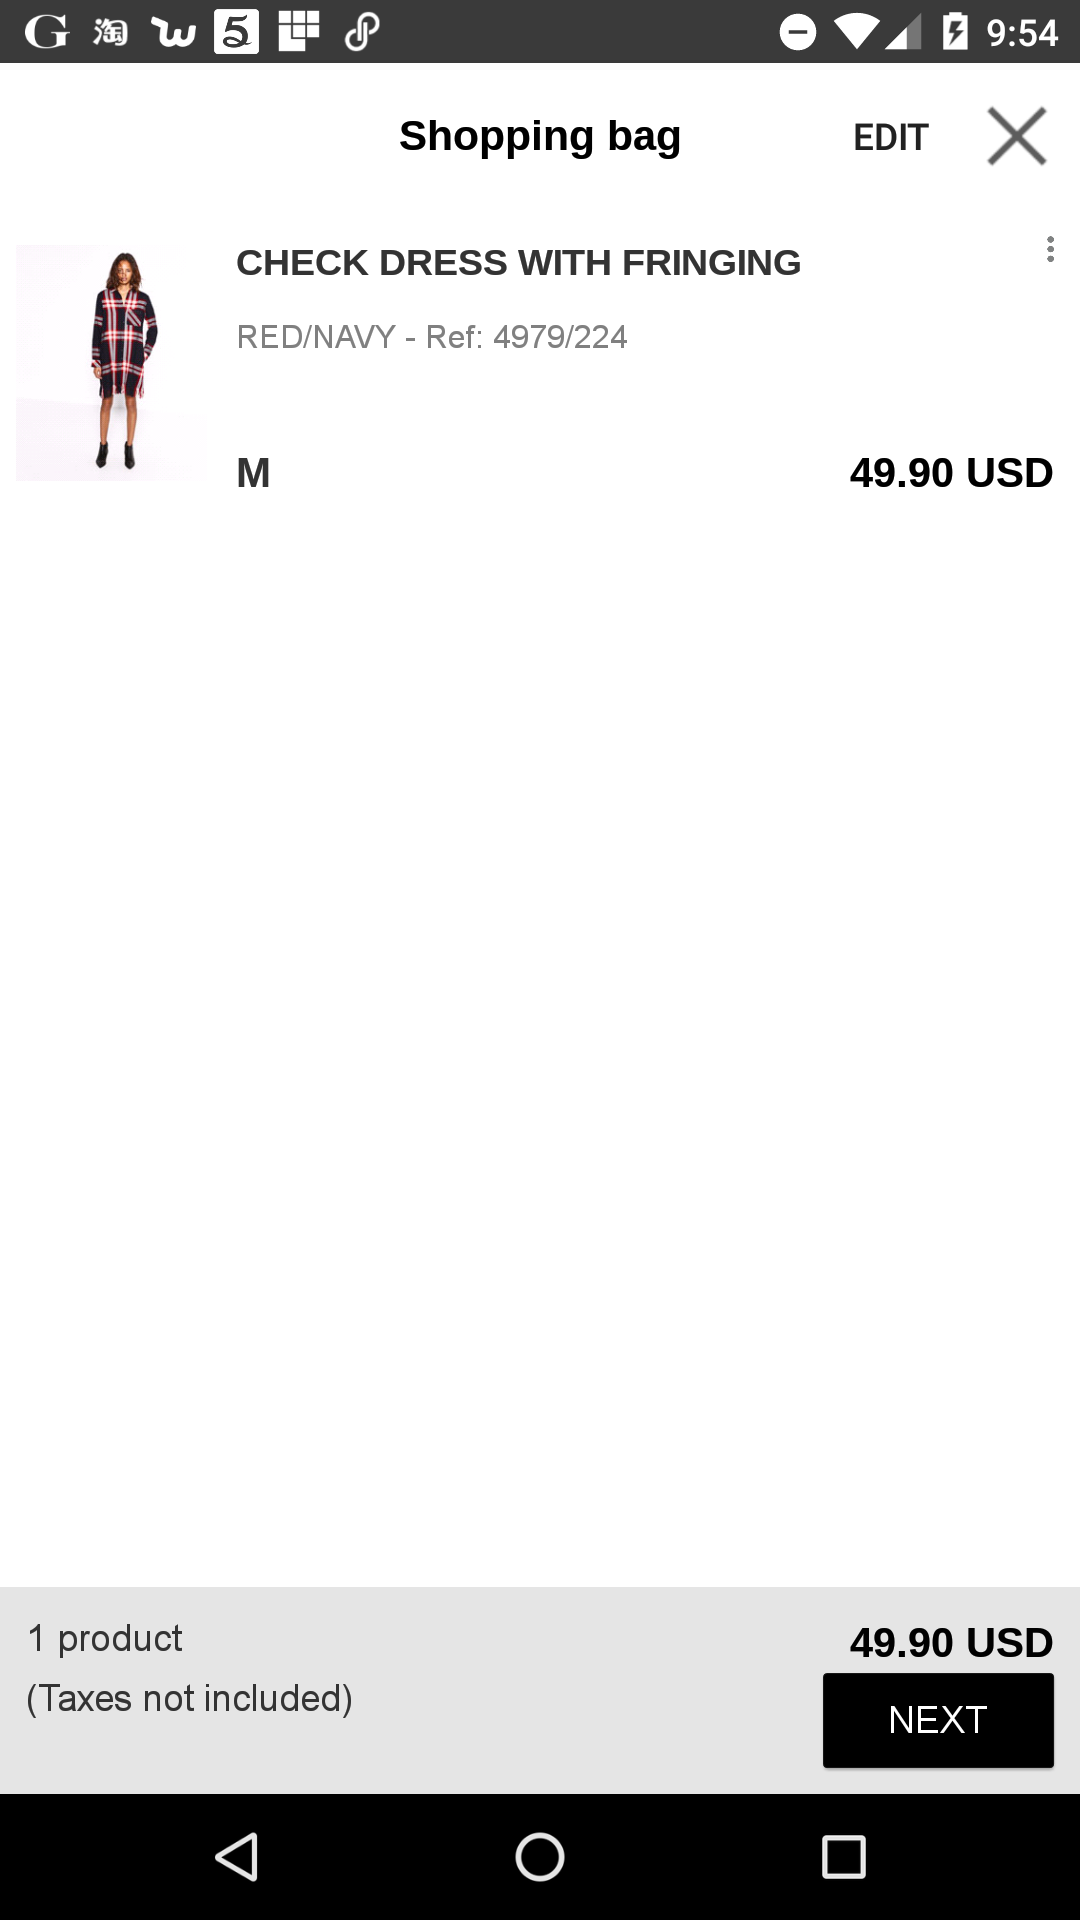 G 淘 W 5 9:54
Shopping bag EDIT
CHECK DRESS WITH FRINGING
RED/NAVY - Ref: 4979/224
M 49.90 USD
1 product 49.90 USD
(Taxes not included)
NEXT